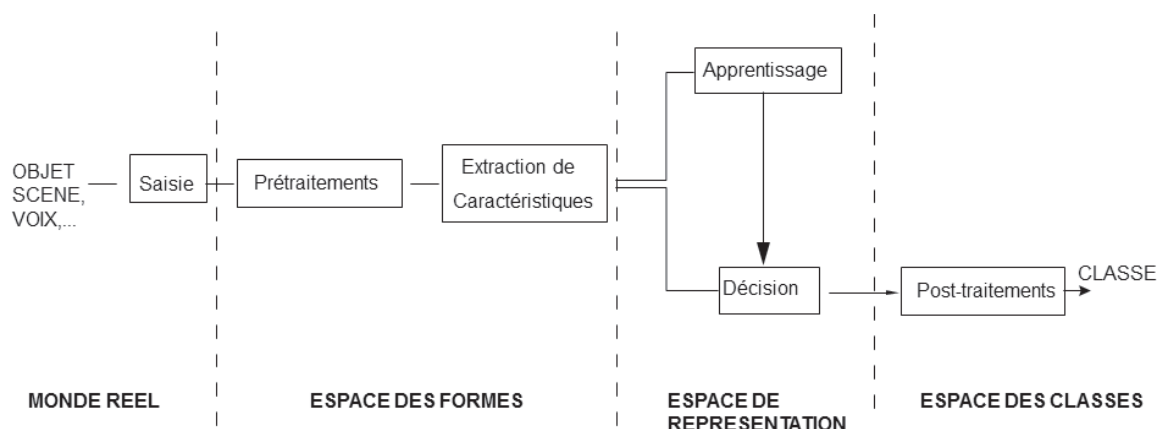 OBJET
SCENE,
VOIX,...
Saisie
Prétraitements
Extraction de
Caractéristiques
Apprentissage
Décision
Post-traitements
CLASSE
MONDE REEL
ESPACE DES FORMES
ESPACE DE
REPRESENTATION
ESPACE DES CLASSES